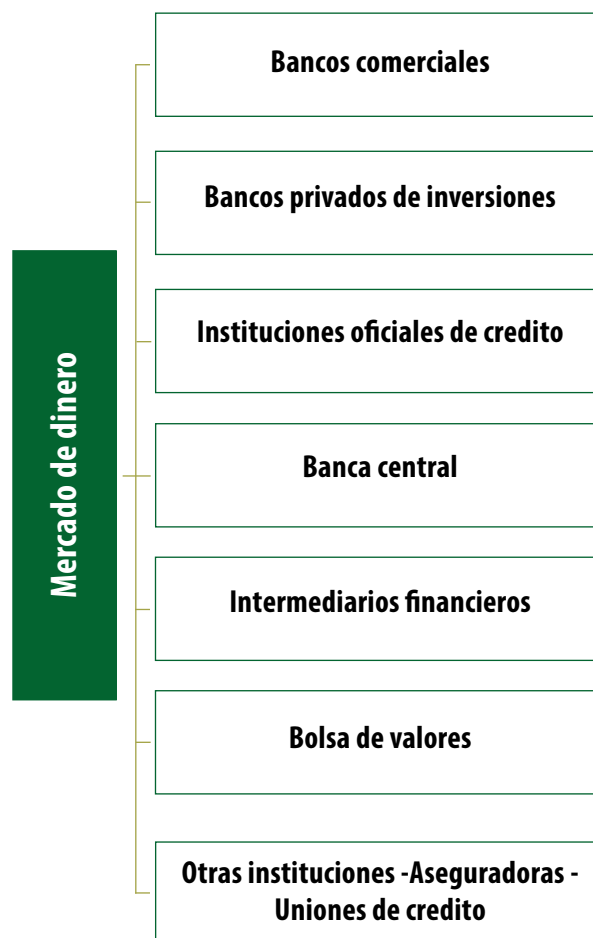 Bancos comerciales
Bancos privados de inversiones
Instituciones oficiales de credito
Mercado de dinero
Banca central
Intermediarios financieros
Bolsa de valores
Otras instituciones -Aseguradoras -
Uniones de credito